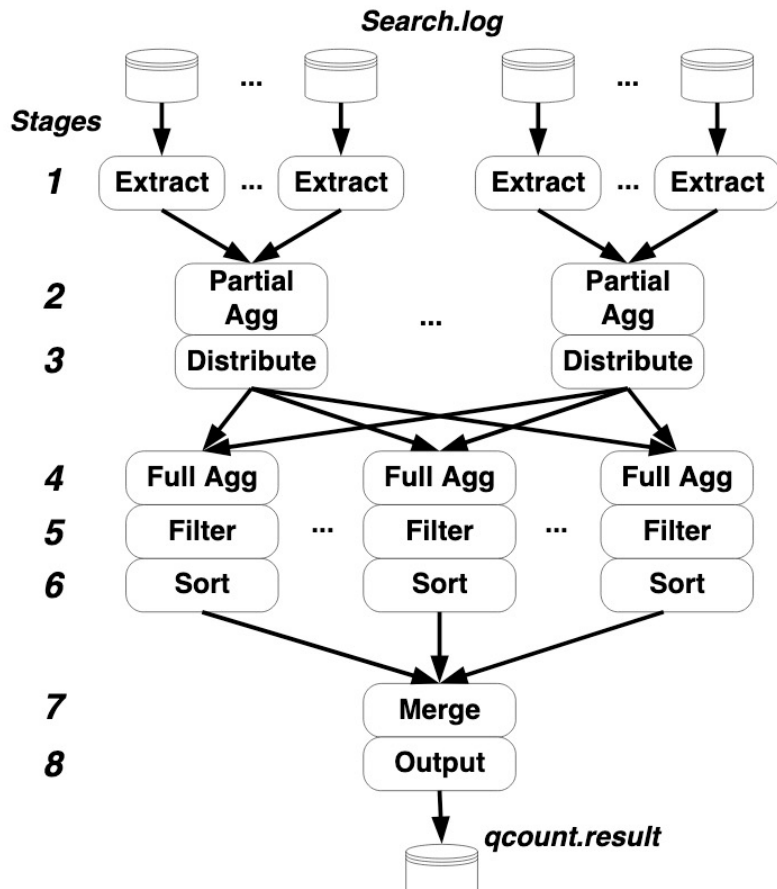 Search.log
... ...
Stages
1 Extract ... Extract Extract ... Extract
2 Partial Agg ... Partial Agg
3 Distribute Distribute
4 Full Agg Full Agg Full Agg
5 Filter ... Filter ... Filter
6 Sort Sort Sort
7 Merge
8 Output
qcount.result